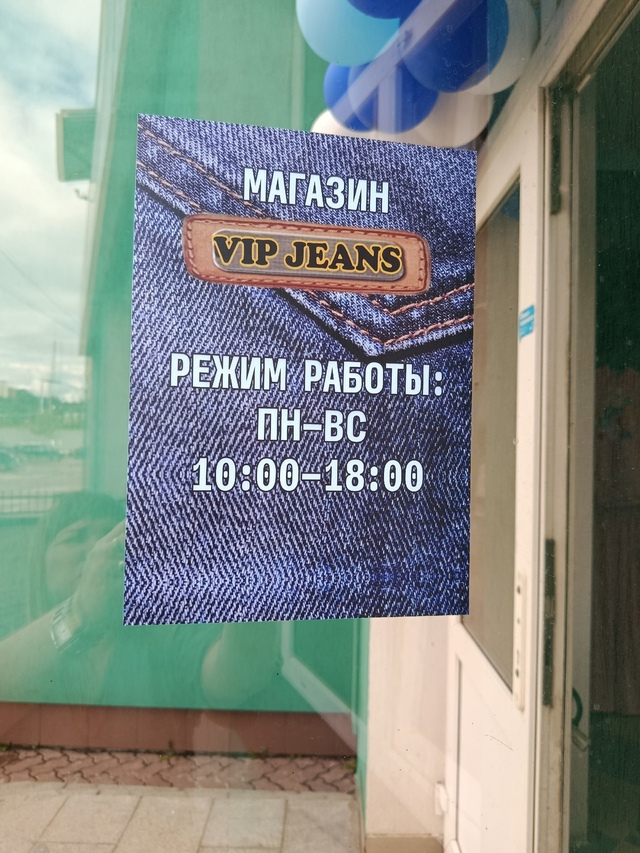 МАГАЗИН
VIP JEANS
РЕЖИМ РАБОТЫ:
ПН-ВС
10:00-18:00